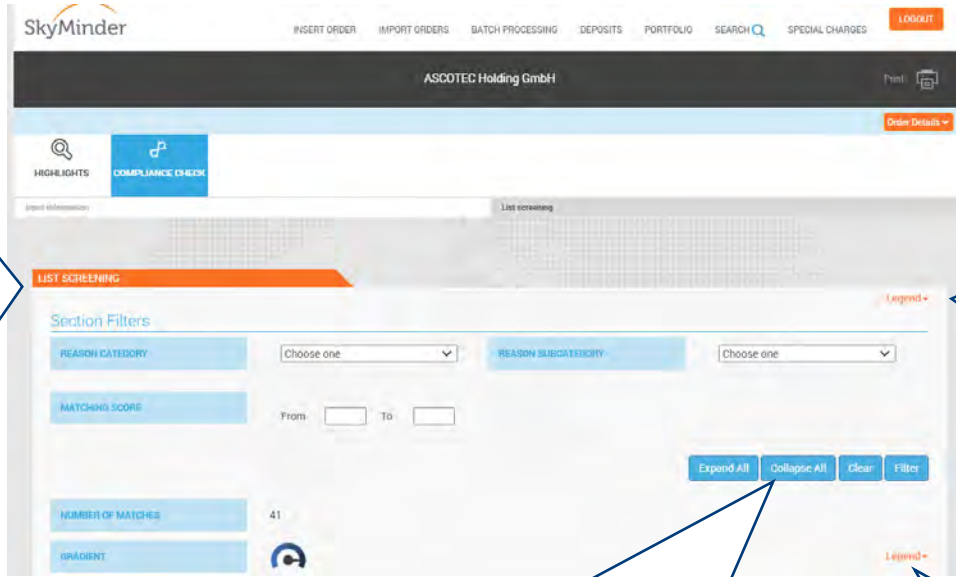 SkyMinder
INSERT ORDER IMPORT ORDERS BATCH PROCESSING DEPOSITS PORTFOLIO SEARCH SPECIAL CHARGES LOGOUT
ASCOTEC Holding GmbH Print
Order Details
HIGHLIGHTS COMPLIANCE CHECK
Input Information List screening
LIST SCREENING
Legend
Section Filters
REASON CATEGORY Choose one REASON SUBCATEGORY Choose one
MATCHING SCORE From To
Expand All Collapse All Clear Filter
NUMBER OF MATCHES 41
GRADIENT Legend